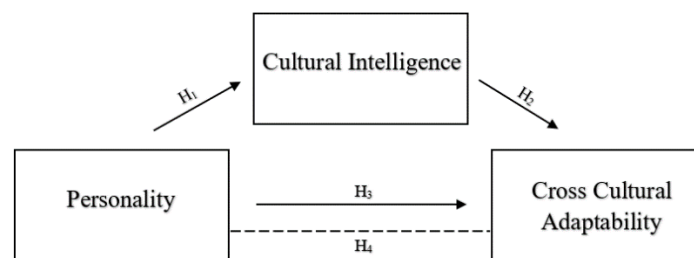 Cultural Intelligence
H₁
H₂
Personality
H₃
Cross Cultural
Adaptability
H₄